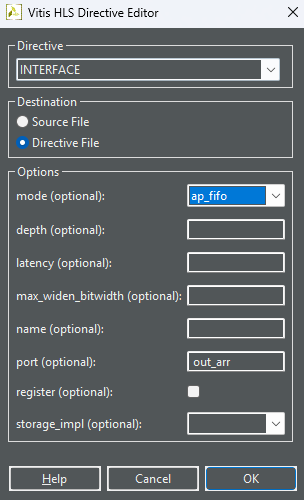 Vitis HLS Directive Editor
Directive
INTERFACE
Destination
Source File
Directive File
Options
mode (optional): ap_fifo
depth (optional):
latency (optional):
max_widen_bitwidth (optional):
name (optional):
port (optional): out_arr
register (optional):
storage_impl (optional):
Help Cancel OK